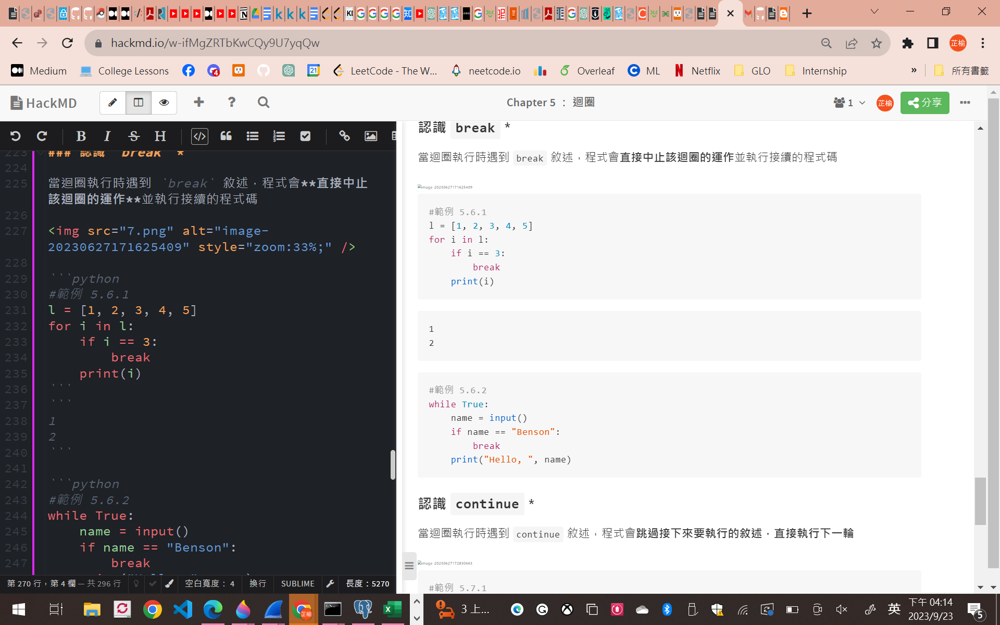 hackmd.io/w-ifMgZRTbKwCQy9U7yqQw
芷榆
Medium
College Lessons
4
21
LeetCode - The W...
neetcode.io
Overleaf
ML
Netflix
GLO
Internship
»
所有書籤
HackMD
Chapter 5 : 迴圈
1
芷榆
分享
B I S H
223 ### 認識 `break` *
224
225 當迴圈執行時遇到 `break` 敘述，程式會**直接中止
該迴圈的運作**並執行接續的程式碼
226
227 <img src="7.png" alt="image-
20230627171625409" style="zoom:33%;" />
228
229 ```python
230 #範例 5.6.1
231 l = [1, 2, 3, 4, 5]
232 for i in l:
233     if i == 3:
234         break
235     print(i)
236 ```
237 ```
238 1
239 2
240 ```
241
242 ```python
243 #範例 5.6.2
244 while True:
245     name = input()
246     if name == "Benson":
247         break
第 270 行，第 4 欄 — 共 296 行
空白寬度： 4
換行
SUBLIME
長度：5270
認識 break *
當迴圈執行時遇到 break 敘述，程式會直接中止該迴圈的運作並執行接續的程式碼
image-20230627171625409
#範例 5.6.1
l = [1, 2, 3, 4, 5]
for i in l:
    if i == 3:
        break
    print(i)
1
2
#範例 5.6.2
while True:
    name = input()
    if name == "Benson":
        break
    print("Hello, ", name)
認識 continue *
當迴圈執行時遇到 continue 敘述，程式會跳過接下來要執行的敘述，直接執行下一輪
image-20230627172830663
#範例 5.7.1
3 上...
英
下午 04:14
2023/9/23
5